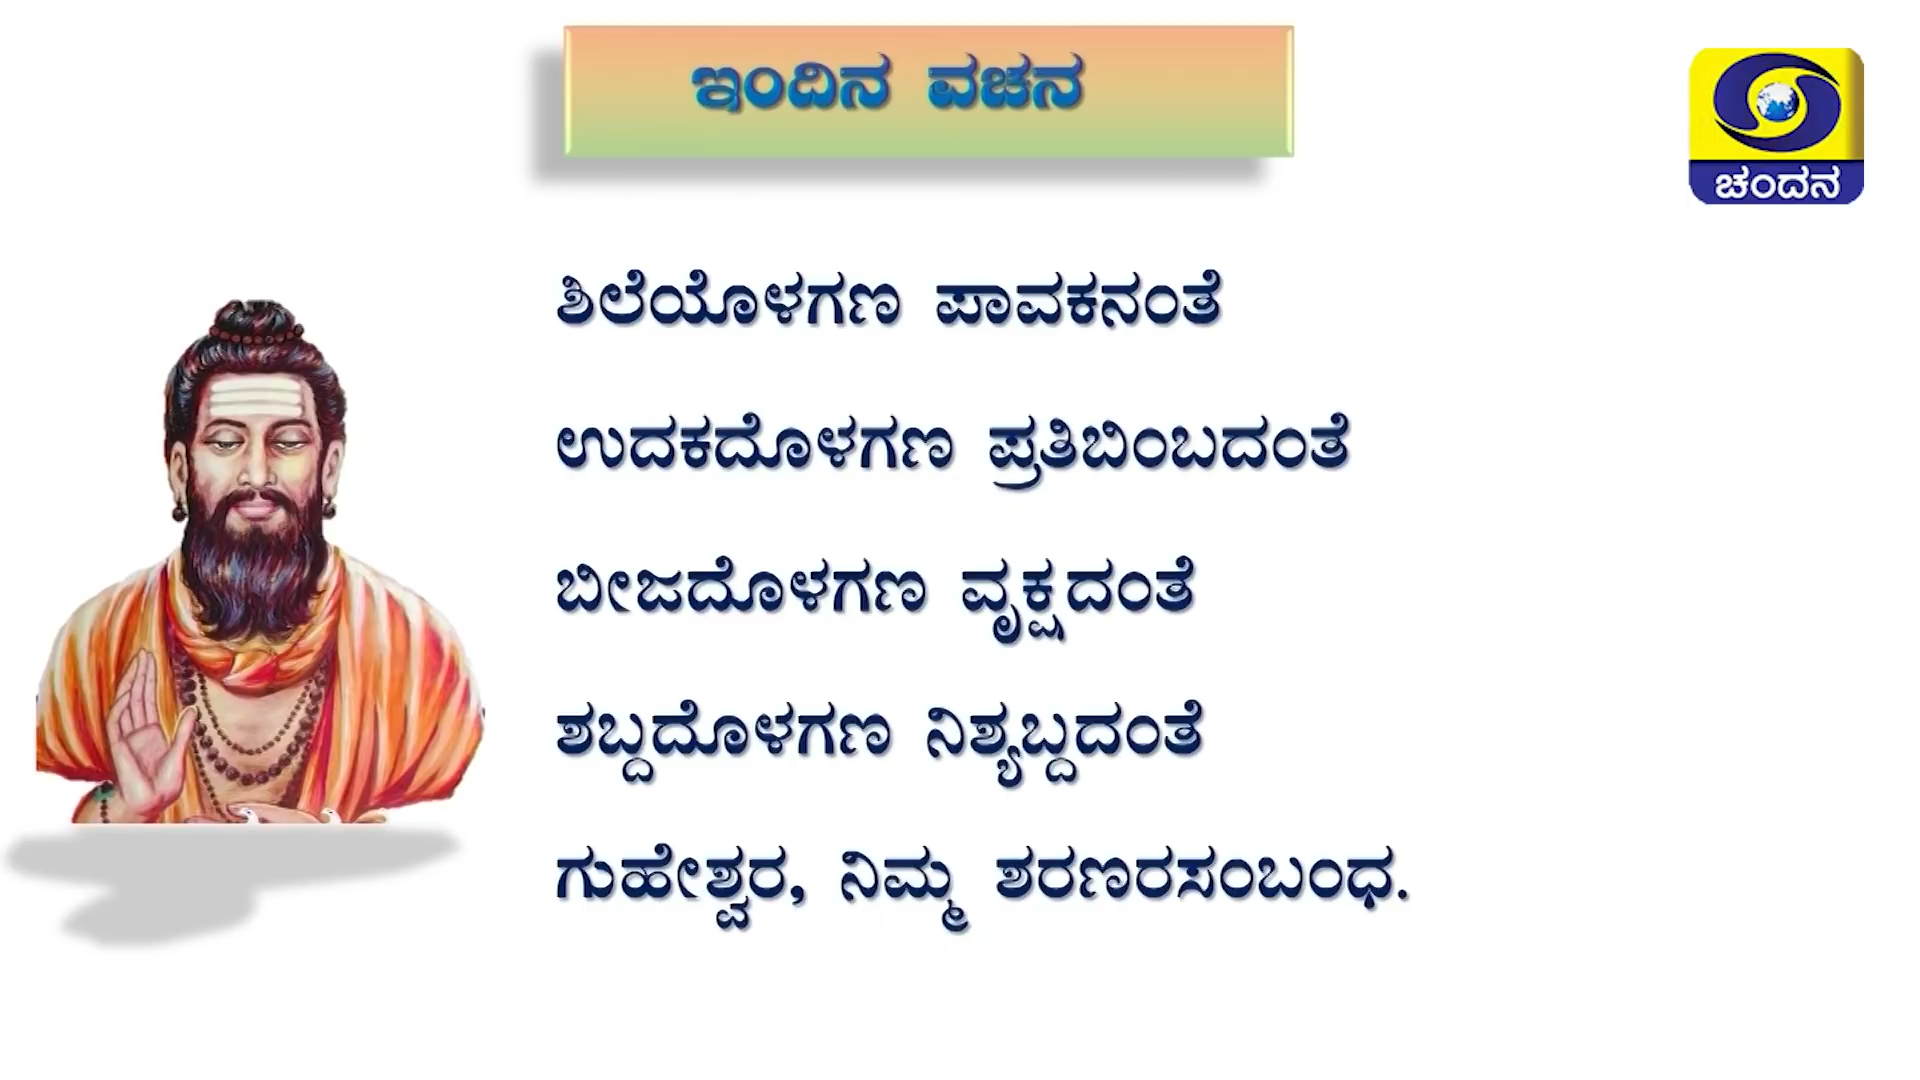 ಇಂದಿನ ವಚನ
ಚಂದನ
ಶಿಲೆಯೊಳಗಣ ಪಾವಕನಂತೆ
ಉದಕದೊಳಗಣ ಪ್ರತಿಬಿಂಬದಂತೆ
ಬೀಜದೊಳಗಣ ವೃಕ್ಷದಂತೆ
ಶಬ್ದದೊಳಗಣ ನಿಶ್ಯಬ್ದದಂತೆ
ಗುಹೇಶ್ವರ, ನಿಮ್ಮ ಶರಣರಸಂಬಂಧ.